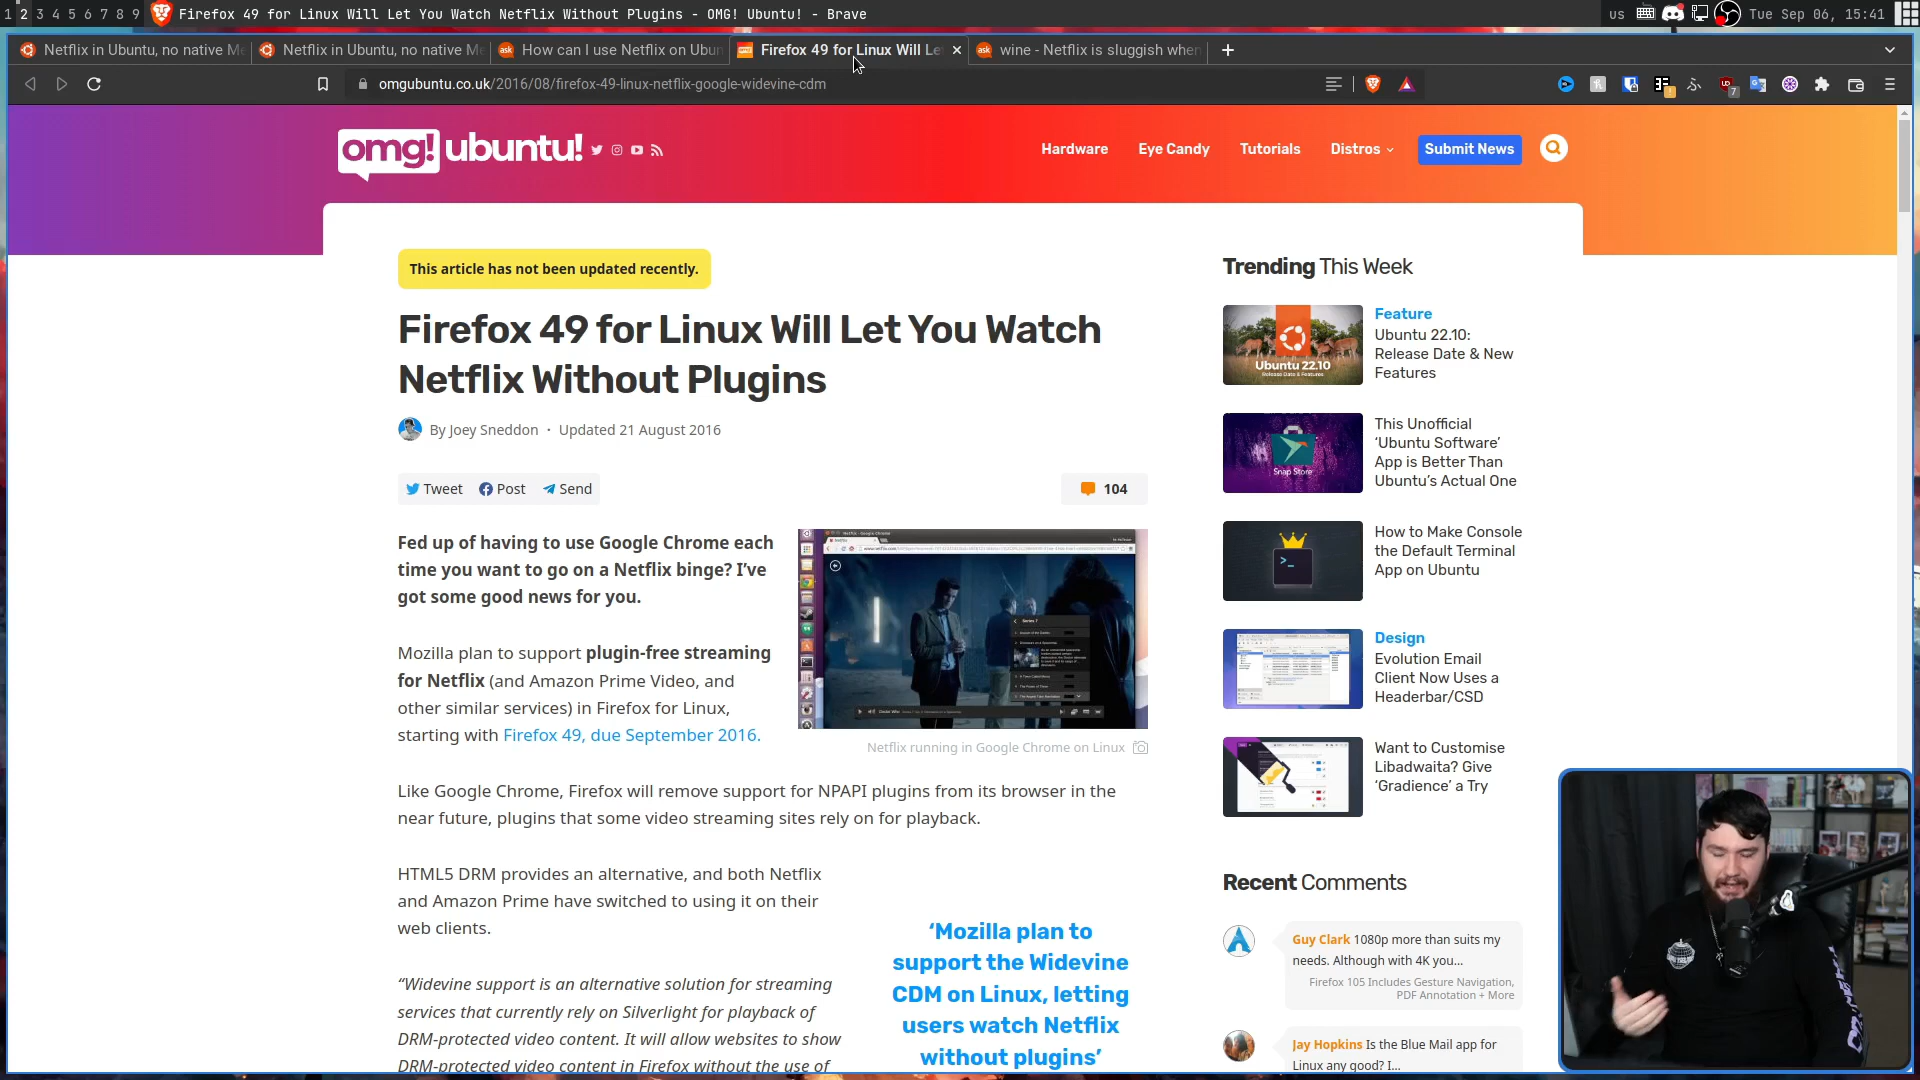 1 2 3 4 5 6 7 8 9 Firefox 49 for Linux Will Let You Watch Netflix Without Plugins - OMG! Ubuntu! - Brave
us Tue Sep 06, 15:41
Netflix in Ubuntu, no native Me
Netflix in Ubuntu, no native Me
ask How can I use Netflix on Ubun
Firefox 49 for Linux Will Let
ask wine - Netflix is sluggish when
omgubuntu.co.uk/2016/08/firefox-49-linux-netflix-google-widevine-cdm
7
omg! ubuntu!
Hardware
Eye Candy
Tutorials
Distros
Submit News
This article has not been updated recently.
Firefox 49 for Linux Will Let You Watch
Netflix Without Plugins
By Joey Sneddon · Updated 21 August 2016
Tweet
Post
Send
104
Fed up of having to use Google Chrome each
time you want to go on a Netflix binge? I’ve
got some good news for you.
Mozilla plan to support plugin-free streaming
for Netflix (and Amazon Prime Video, and
other similar services) in Firefox for Linux,
starting with Firefox 49, due September 2016.
Series 7
Netflix running in Google Chrome on Linux
Like Google Chrome, Firefox will remove support for NPAPI plugins from its browser in the
near future, plugins that some video streaming sites rely on for playback.
HTML5 DRM provides an alternative, and both Netflix
and Amazon Prime have switched to using it on their
web clients.
“Widevine support is an alternative solution for streaming
services that currently rely on Silverlight for playback of
DRM-protected video content. It will allow websites to show
DRM-protected video content in Firefox without the use of
‘Mozilla plan to
support the Widevine
CDM on Linux, letting
users watch Netflix
without plugins’
Trending This Week
Ubuntu 22.10
Release Date & Features
Feature
Ubuntu 22.10:
Release Date & New
Features
Snap Store
This Unofficial
‘Ubuntu Software’
App is Better Than
Ubuntu’s Actual One
How to Make Console
the Default Terminal
App on Ubuntu
Design
Evolution Email
Client Now Uses a
Headerbar/CSD
Want to Customise
Libadwaita? Give
‘Gradience’ a Try
Recent Comments
Guy Clark 1080p more than suits my
needs. Although with 4K you...
Firefox 105 Includes Gesture Navigation,
PDF Annotation + More
Jay Hopkins Is the Blue Mail app for
Linux any good? I...